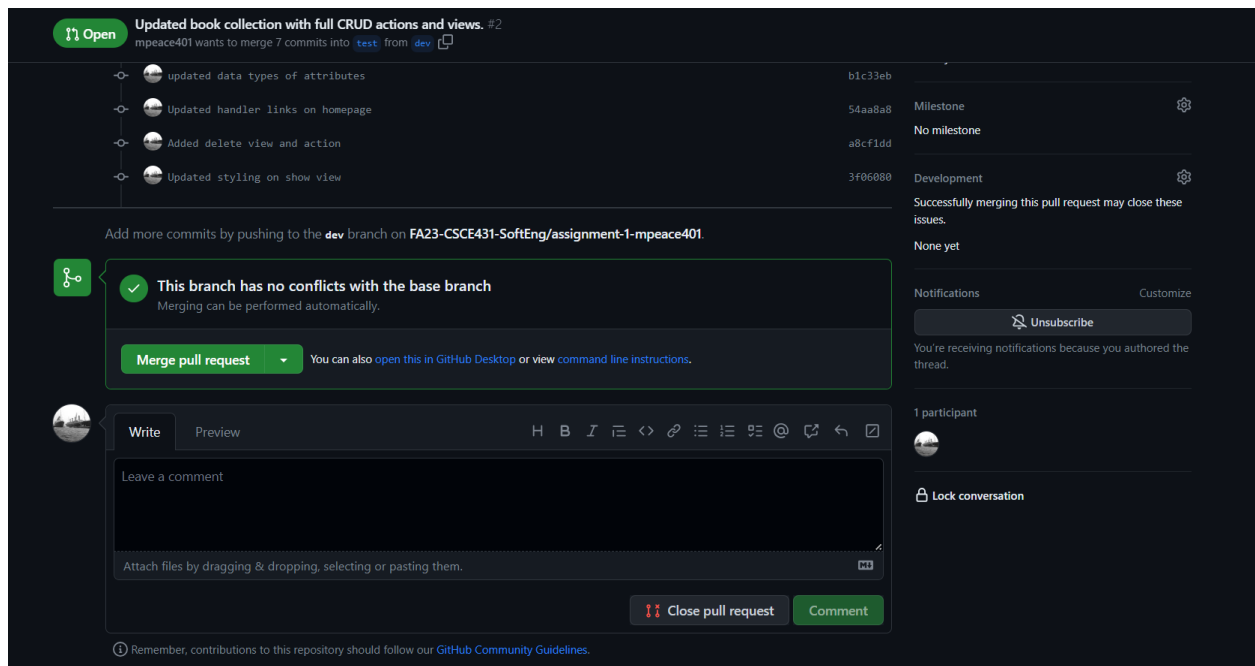 Open
Updated book collection with full CRUD actions and views. #2
mpeace401 wants to merge 7 commits into test from dev
updated data types of attributes b1c33eb
Updated handler links on homepage 54aa8a8
Added delete view and action a8cf1dd
Updated styling on show view 3f06080
Add more commits by pushing to the dev branch on FA23-CSCE431-SoftEng/assignment-1-mpeace401.
This branch has no conflicts with the base branch
Merging can be performed automatically.
Merge pull request
You can also open this in GitHub Desktop or view command line instructions.
Write Preview
H B I
Leave a comment
Attach files by dragging & dropping, selecting or pasting them.
Close pull request Comment
Remember, contributions to this repository should follow our GitHub Community Guidelines.
Milestone
No milestone
Development
Successfully merging this pull request may close these
issues.
None yet
Notifications Customize
Unsubscribe
You're receiving notifications because you authored the
thread.
1 participant
Lock conversation